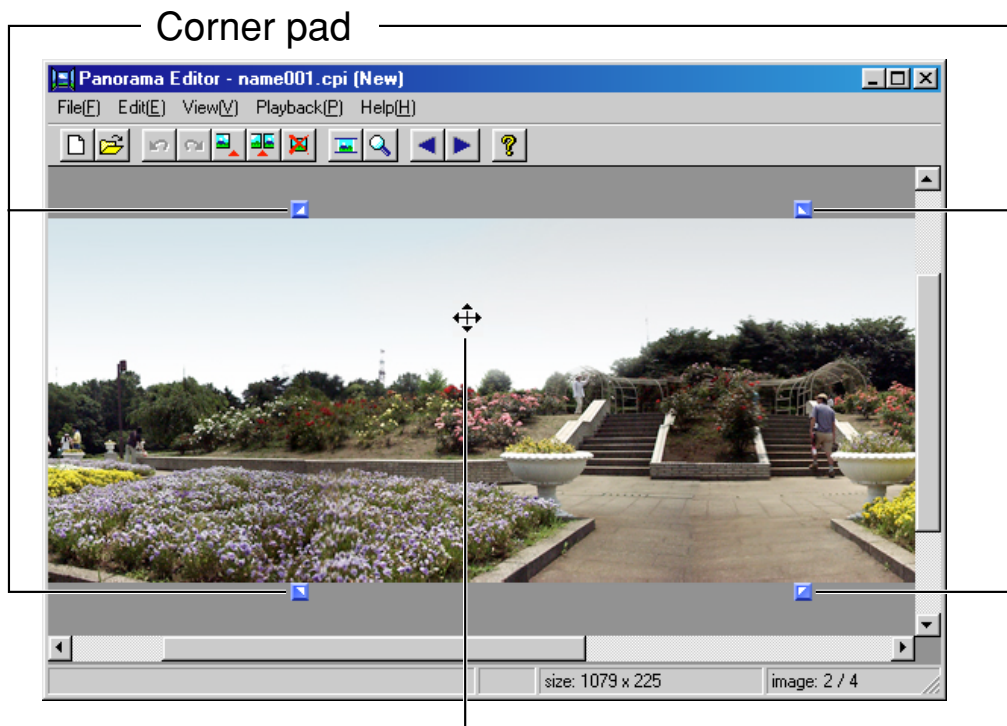 Corner pad
Panorama Editor - name001.cpi (New)
File(F) Edit(E) View(V) Playback(P) Help(H)
size: 1079 x 225 image: 2 / 4